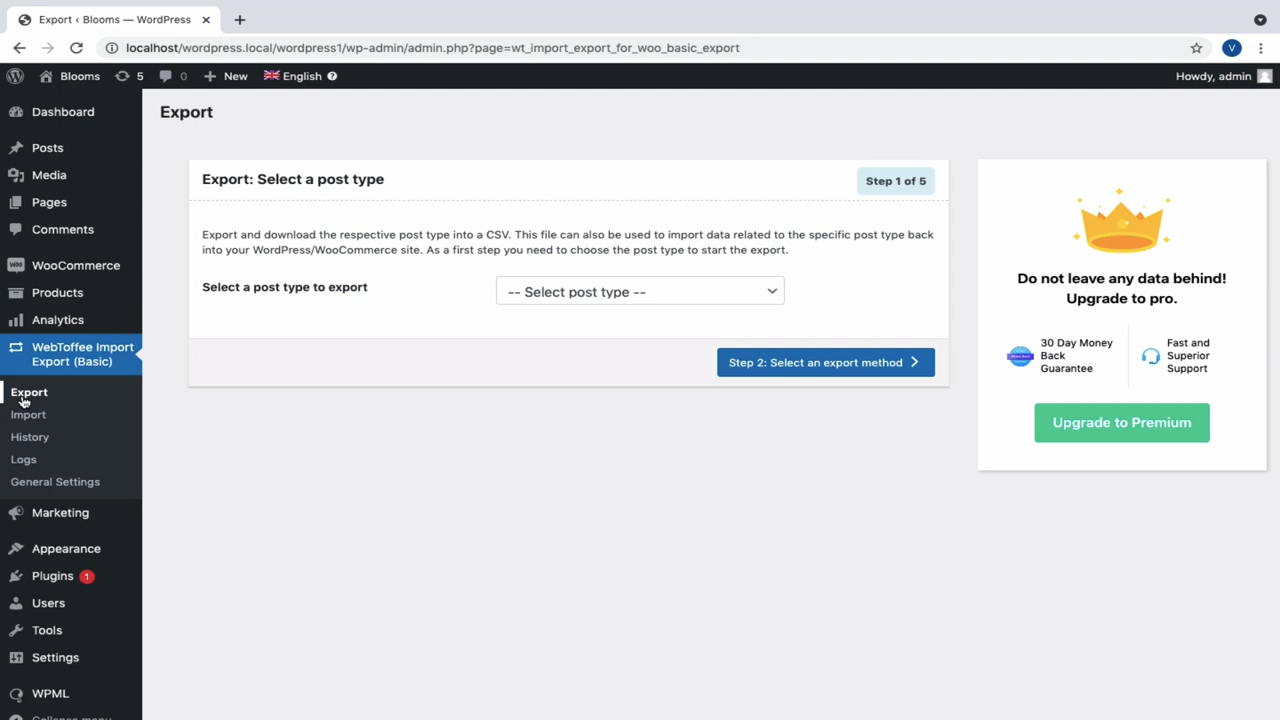 Export ‹ Blooms — WordPress
localhost/wordpress.local/wordpress1/wp-admin/admin.php?page=wt_import_export_for_woo_basic_export
V
Blooms
5
0
New
English
Howdy, admin
Dashboard
Posts
Media
Pages
Comments
WooCommerce
Products
Analytics
WebToffee Import
Export (Basic)
Export
Import
History
Logs
General Settings
Marketing
Appearance
Plugins 1
Users
Tools
Settings
WPML
Collapse menu
Export
Export: Select a post type
Step 1 of 5
Export and download the respective post type into a CSV. This file can also be used to import data related to the specific post type back
into your WordPress/WooCommerce site. As a first step you need to choose the post type to start the export.
Select a post type to export
-- Select post type --
Step 2: Select an export method
Do not leave any data behind!
Upgrade to pro.
30 Day Money
Back
Guarantee
Fast and
Superior
Support
Upgrade to Premium